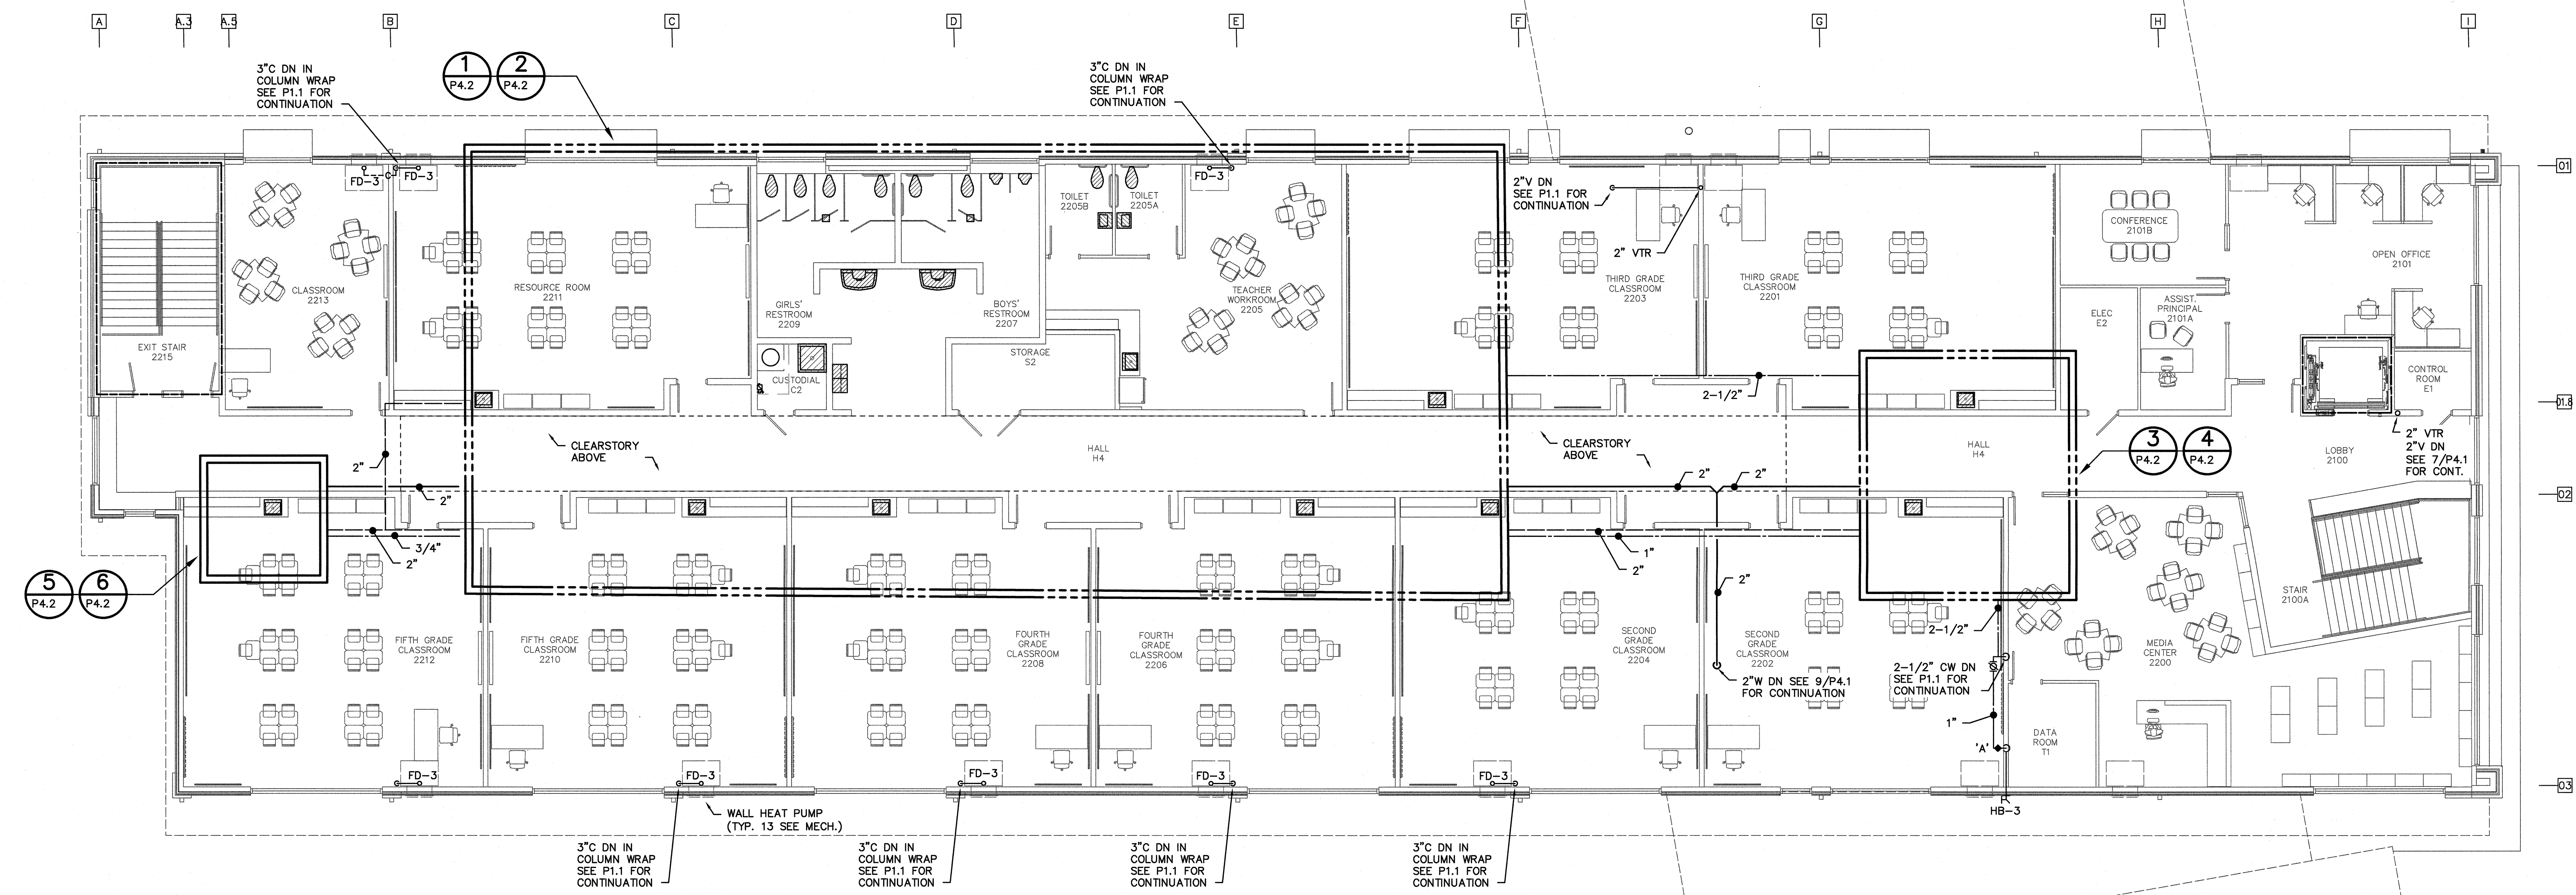 A
A.3
A.5
B
C
D
E
F
G
H
I
3"C DN IN
COLUMN WRAP
SEE P1.1 FOR
CONTINUATION
1
P4.2
2
P4.2
3"C DN IN
COLUMN WRAP
SEE P1.1 FOR
CONTINUATION
01
FD-3
FD-3
FD-3
2"V DN
SEE P1.1 FOR
CONTINUATION
2" VTR
TOILET
2205B
TOILET
2205A
CONFERENCE
2101B
OPEN OFFICE
2101
CLASSROOM
2213
RESOURCE ROOM
2211
GIRLS'
RESTROOM
2209
BOYS'
RESTROOM
2207
TEACHER
WORKROOM
2205
THIRD GRADE
CLASSROOM
2203
THIRD GRADE
CLASSROOM
2201
ELEC
E2
ASSIST.
PRINCIPAL
2101A
EXIT STAIR
2215
CUSTODIAL
C2
STORAGE
S2
2-1/2"
CONTROL
ROOM
E1
01.8
2"
CLEARSTORY
ABOVE
HALL
H4
CLEARSTORY
ABOVE
HALL
H4
3
P4.2
4
P4.2
LOBBY
2100
2" VTR
2"V DN
SEE 7/P4.1
FOR CONT.
2"
2"
2"
02
3/4"
2"
1"
2"
5
P4.2
6
P4.2
2"
STAIR
2100A
FIFTH GRADE
CLASSROOM
2212
FIFTH GRADE
CLASSROOM
2210
FOURTH
GRADE
CLASSROOM
2208
FOURTH
GRADE
CLASSROOM
2206
SECOND
GRADE
CLASSROOM
2204
SECOND
GRADE
CLASSROOM
2202
2-1/2"
MEDIA
CENTER
2200
2"W DN SEE 9/P4.1
FOR CONTINUATION
2-1/2" CW DN
SEE P1.1 FOR
CONTINUATION
1"
'A'
DATA
ROOM
T1
FD-3
FD-3
FD-3
FD-3
FD-3
03
HB-3
WALL HEAT PUMP
(TYP. 13 SEE MECH.)
3"C DN IN
COLUMN WRAP
SEE P1.1 FOR
CONTINUATION
3"C DN IN
COLUMN WRAP
SEE P1.1 FOR
CONTINUATION
3"C DN IN
COLUMN WRAP
SEE P1.1 FOR
CONTINUATION
3"C DN IN
COLUMN WRAP
SEE P1.1 FOR
CONTINUATION